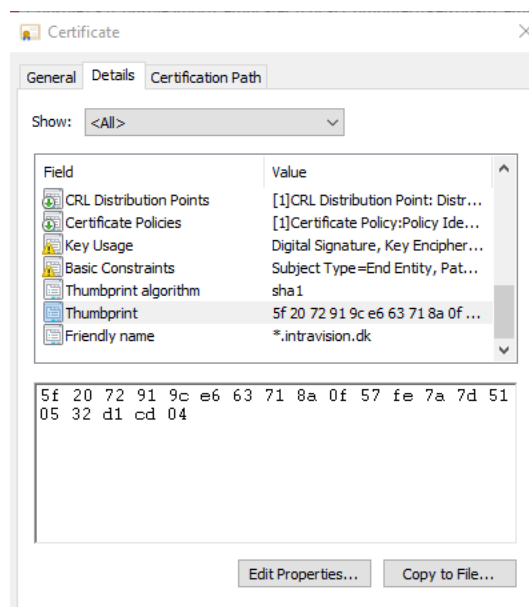 Certificate
General Details Certification Path
Show: <All>
Field Value
CRL Distribution Points [1]CRL Distribution Point: Distr...
Certificate Policies [1]Certificate Policy:Policy Ide...
Key Usage Digital Signature, Key Encipher...
Basic Constraints Subject Type=End Entity, Pat...
Thumbprint algorithm sha1
Thumbprint 5f 20 72 91 9c e6 63 71 8a 0f ...
Friendly name *.intravision.dk
5f 20 72 91 9c e6 63 71 8a 0f 57 fe 7a 7d 51
05 32 d1 cd 04
Edit Properties... Copy to File...